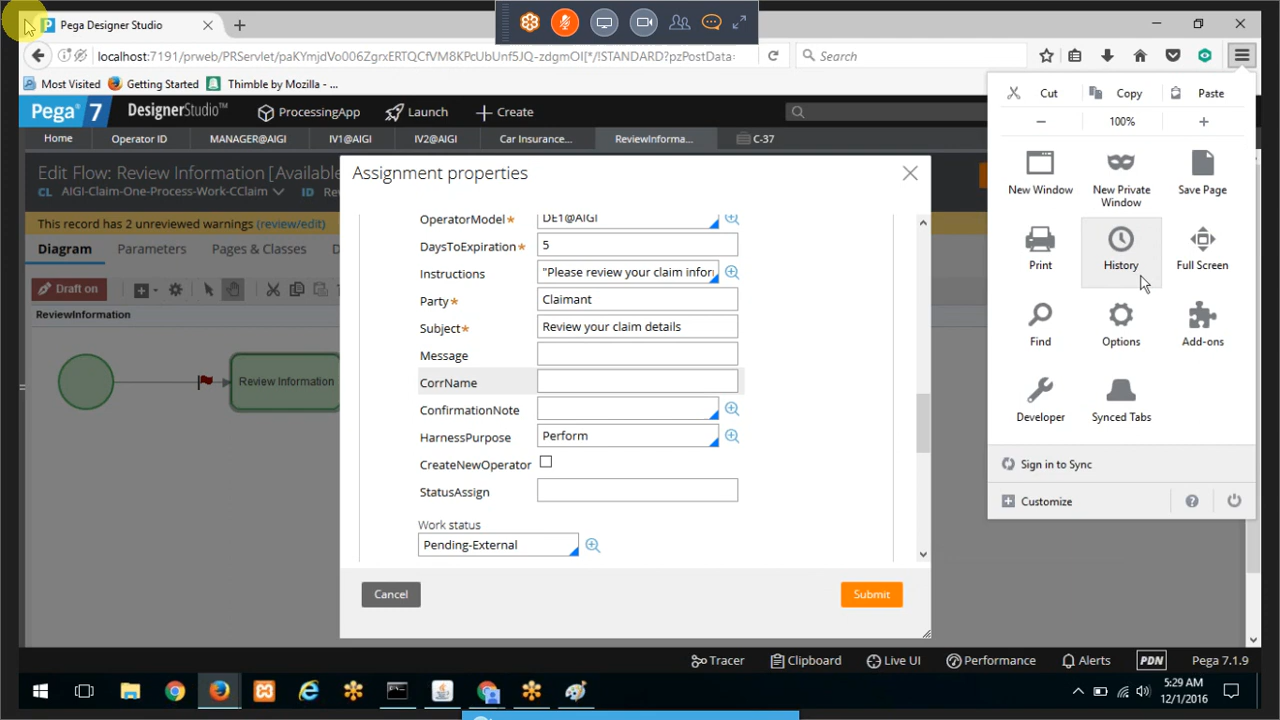 Pega Designer Studio
localhost:7191/prweb/PRServlet/paKYmjdVo006ZgrxERTQCfVM8KPcUbUnf5JQ-zdgmOI[*/!STANDARD?pzPostData=
Search
Most Visited
Getting Started
Thimble by Mozilla - ...
Pega 7
DesignerStudio™
ProcessingApp
Launch
Create
Home
Operator ID
MANAGER@AIGI
IV1@AIGI
IV2@AIGI
Car Insurance...
ReviewInforma...
C-37
Edit Flow: Review Information [Available
CL AIGI-Claim-One-Process-Work-CClaim
ID
This record has 2 unreviewed warnings (review/edit)
Diagram
Parameters
Pages & Classes
Draft on
ReviewInformation
Review Information
Assignment properties
OperatorModel* DE1@AIGI
DaysToExpiration* 5
Instructions "Please review your claim infor
Party* Claimant
Subject* Review your claim details
Message
CorrName
ConfirmationNote
HarnessPurpose Perform
CreateNewOperator
StatusAssign
Work status
Pending-External
Cancel
Submit
Cut
Copy
Paste
100%
New Window
New Private Window
Save Page
Print
History
Full Screen
Find
Options
Add-ons
Developer
Synced Tabs
Sign in to Sync
Customize
Tracer
Clipboard
Live UI
Performance
Alerts
PDN
Pega 7.1.9
5:29 AM
12/1/2016